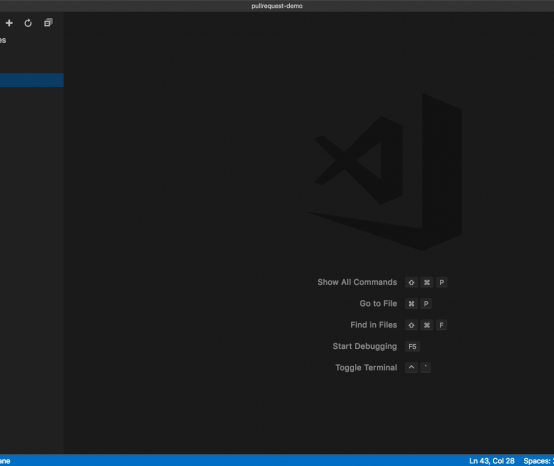 pullrequest-demo
es
Show All Commands ⇧ ⌘ P
Go to File ⌘ P
Find in Files ⇧ ⌘ F
Start Debugging F5
Toggle Terminal ^ `
ane Ln 43, Col 28 Spaces: